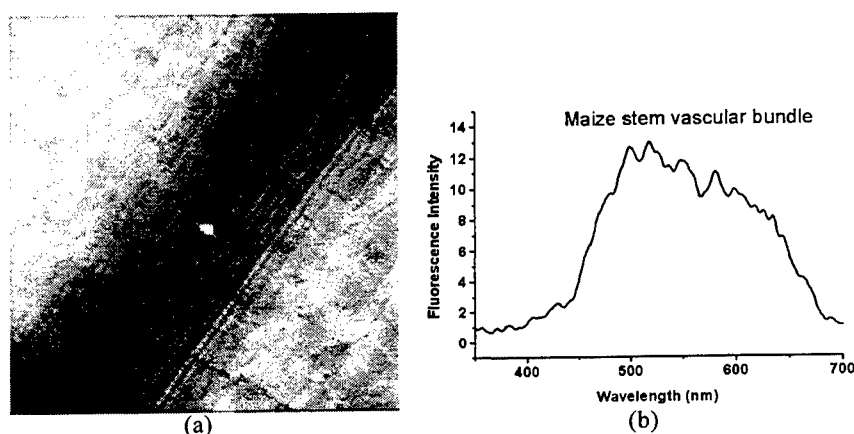 Maize stem vascular bundle
14
12
10
8
6
4
2
0
Fluorescence Intensity
400 500 600 700
Wavelength (nm)
(a) (b)